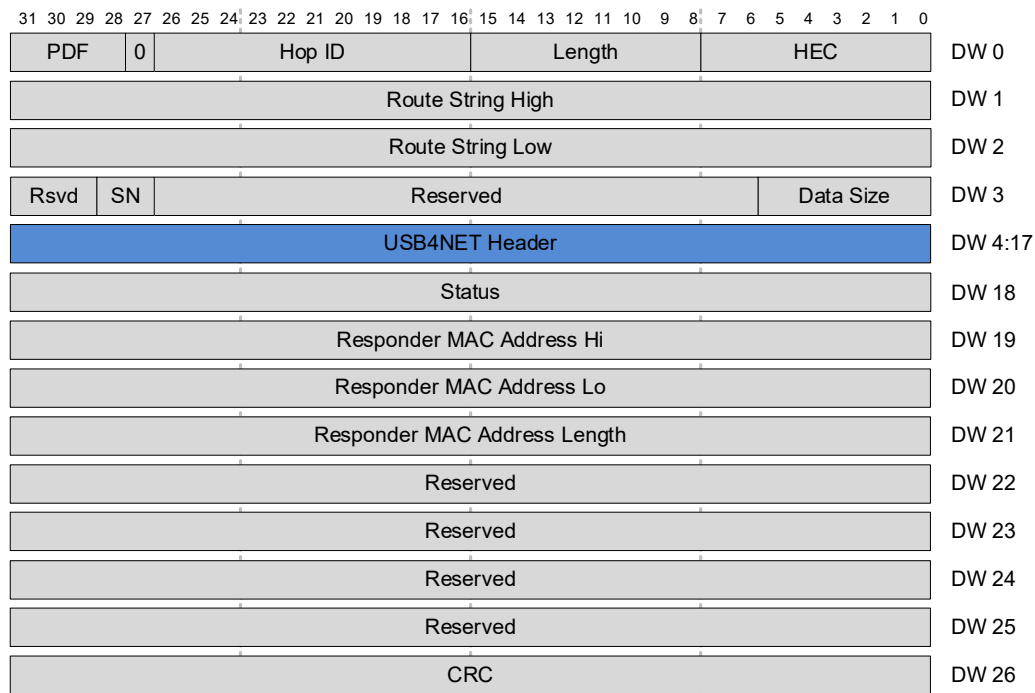 31 30 29 28 27 26 25 24 23 22 21 20 19 18 17 16 15 14 13 12 11 10 9 8 7 6 5 4 3 2 1 0
PDF 0 Hop ID Length HEC DW 0
Route String High DW 1
Route String Low DW 2
Rsvd SN Reserved Data Size DW 3
USB4NET Header DW 4:17
Status DW 18
Responder MAC Address Hi DW 19
Responder MAC Address Lo DW 20
Responder MAC Address Length DW 21
Reserved DW 22
Reserved DW 23
Reserved DW 24
Reserved DW 25
CRC DW 26